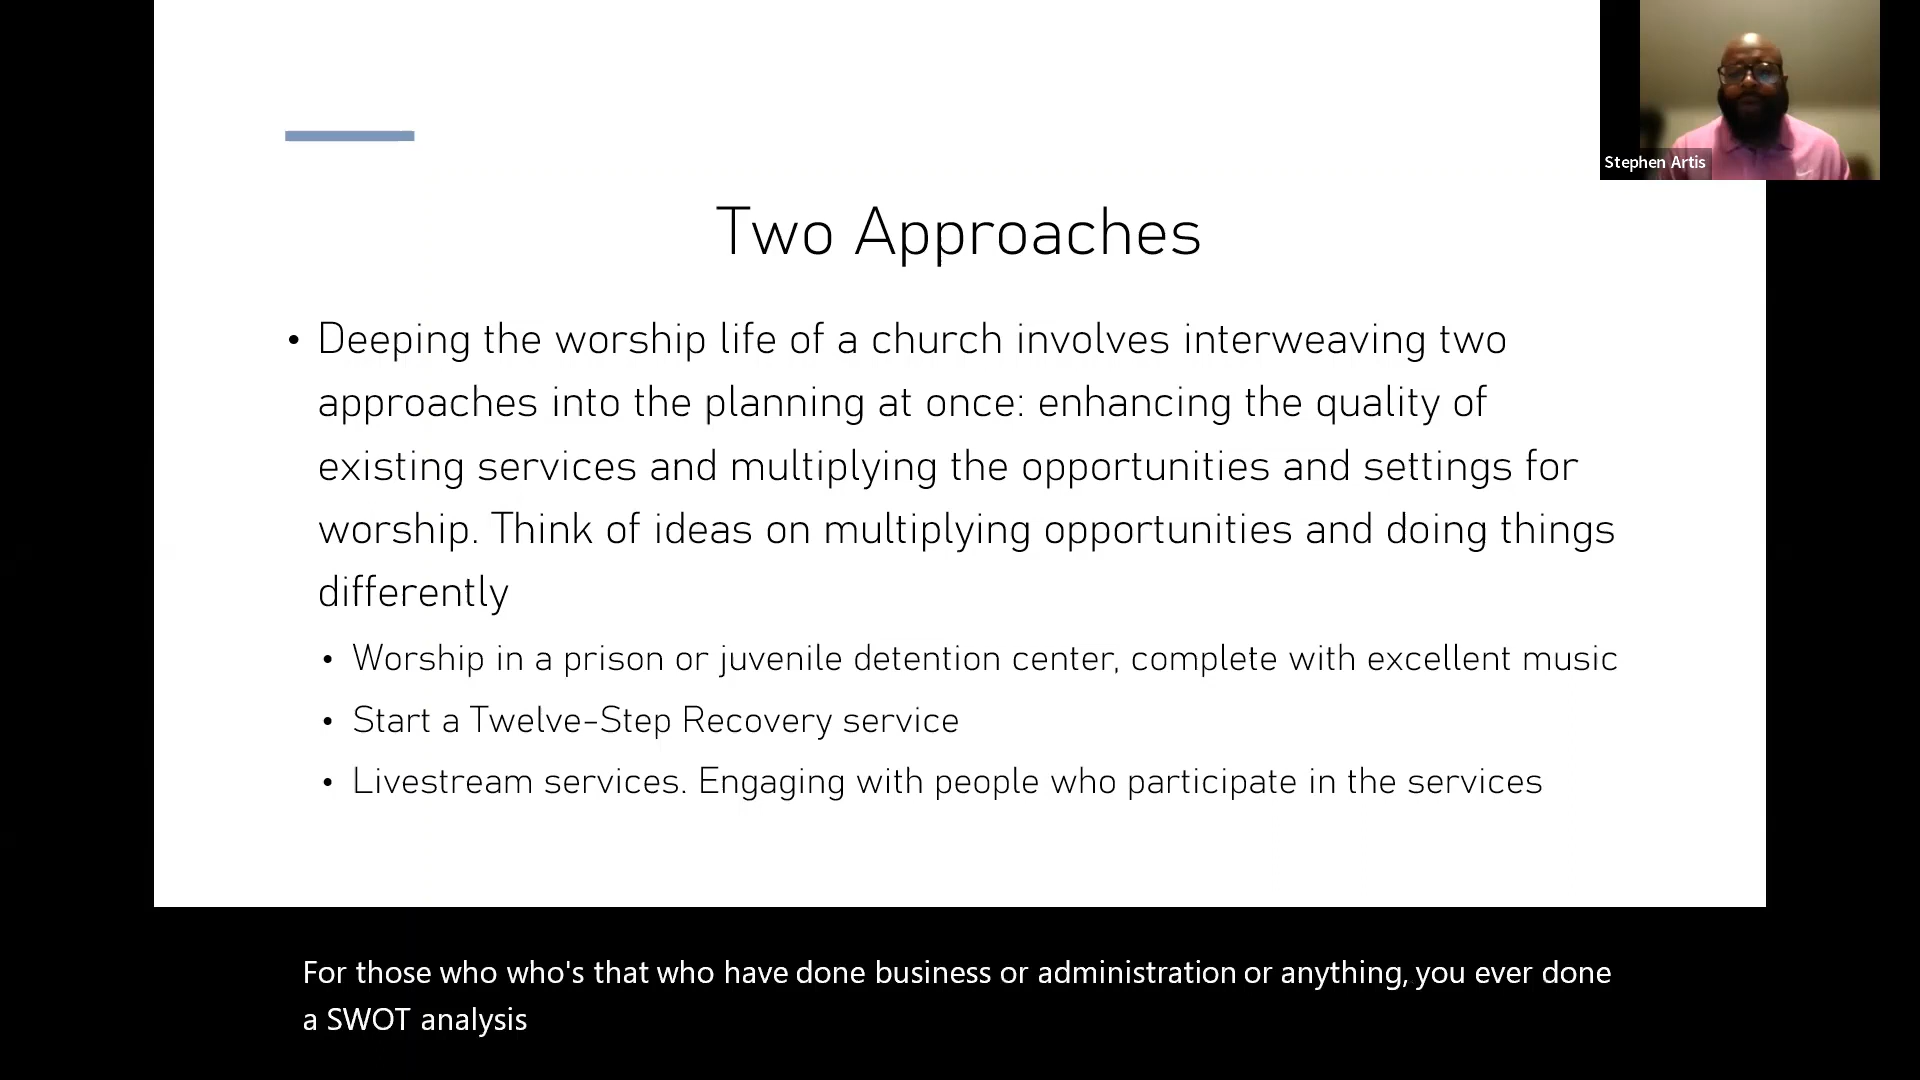 Stephen Artis
Two Approaches
• Deeping the worship life of a church involves interweaving two
approaches into the planning at once: enhancing the quality of
existing services and multiplying the opportunities and settings for
worship. Think of ideas on multiplying opportunities and doing things
differently
• Worship in a prison or juvenile detention center, complete with excellent music
• Start a Twelve-Step Recovery service
• Livestream services. Engaging with people who participate in the services
For those who who's that who have done business or administration or anything, you ever done
a SWOT analysis